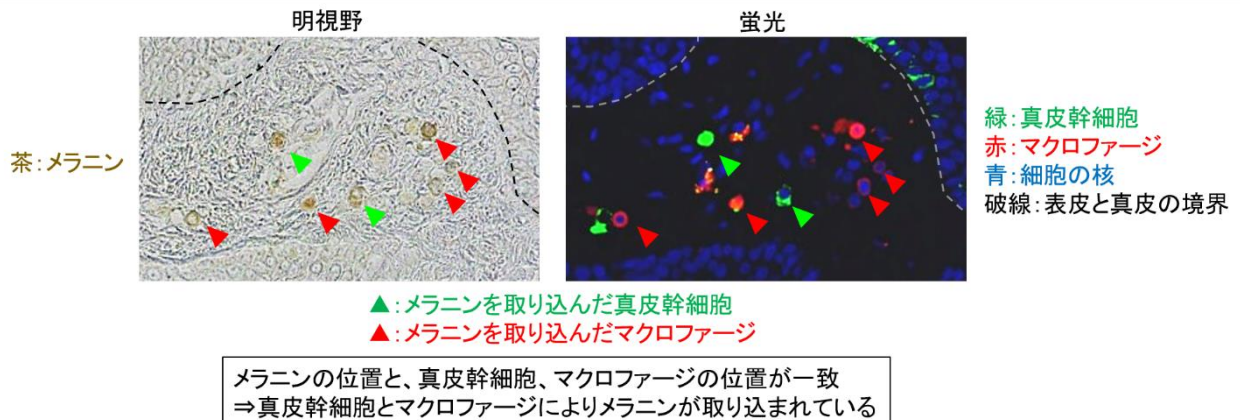 明視野
蛍光
茶:メラニン
緑:真皮幹細胞
赤:マクロファージ
青:細胞の核
破線:表皮と真皮の境界
▲:メラニンを取り込んだ真皮幹細胞
▲:メラニンを取り込んだマクロファージ
メラニンの位置と、真皮幹細胞、マクロファージの位置が一致
⇒真皮幹細胞とマクロファージによりメラニンが取り込まれている